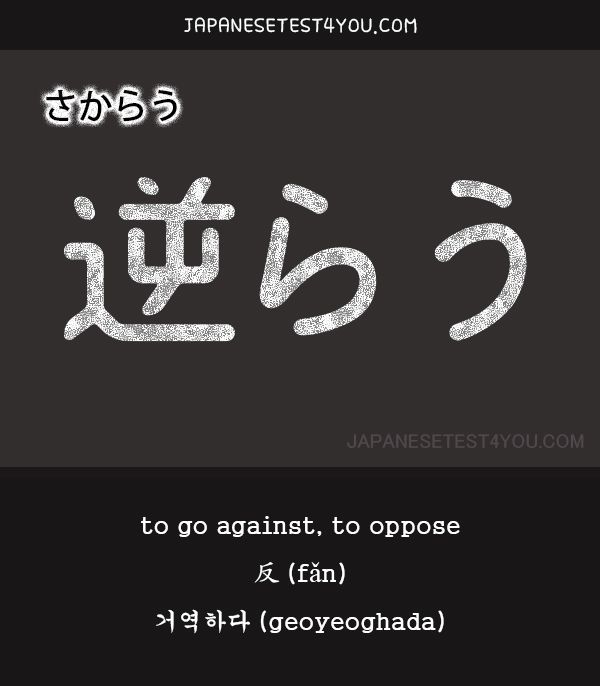 JAPANESETEST4YOU.COM
さからう
逆らう
JAPANESETEST4YOU.COM
to go against, to oppose
反 (fǎn)
거역하다 (geoyeoghada)